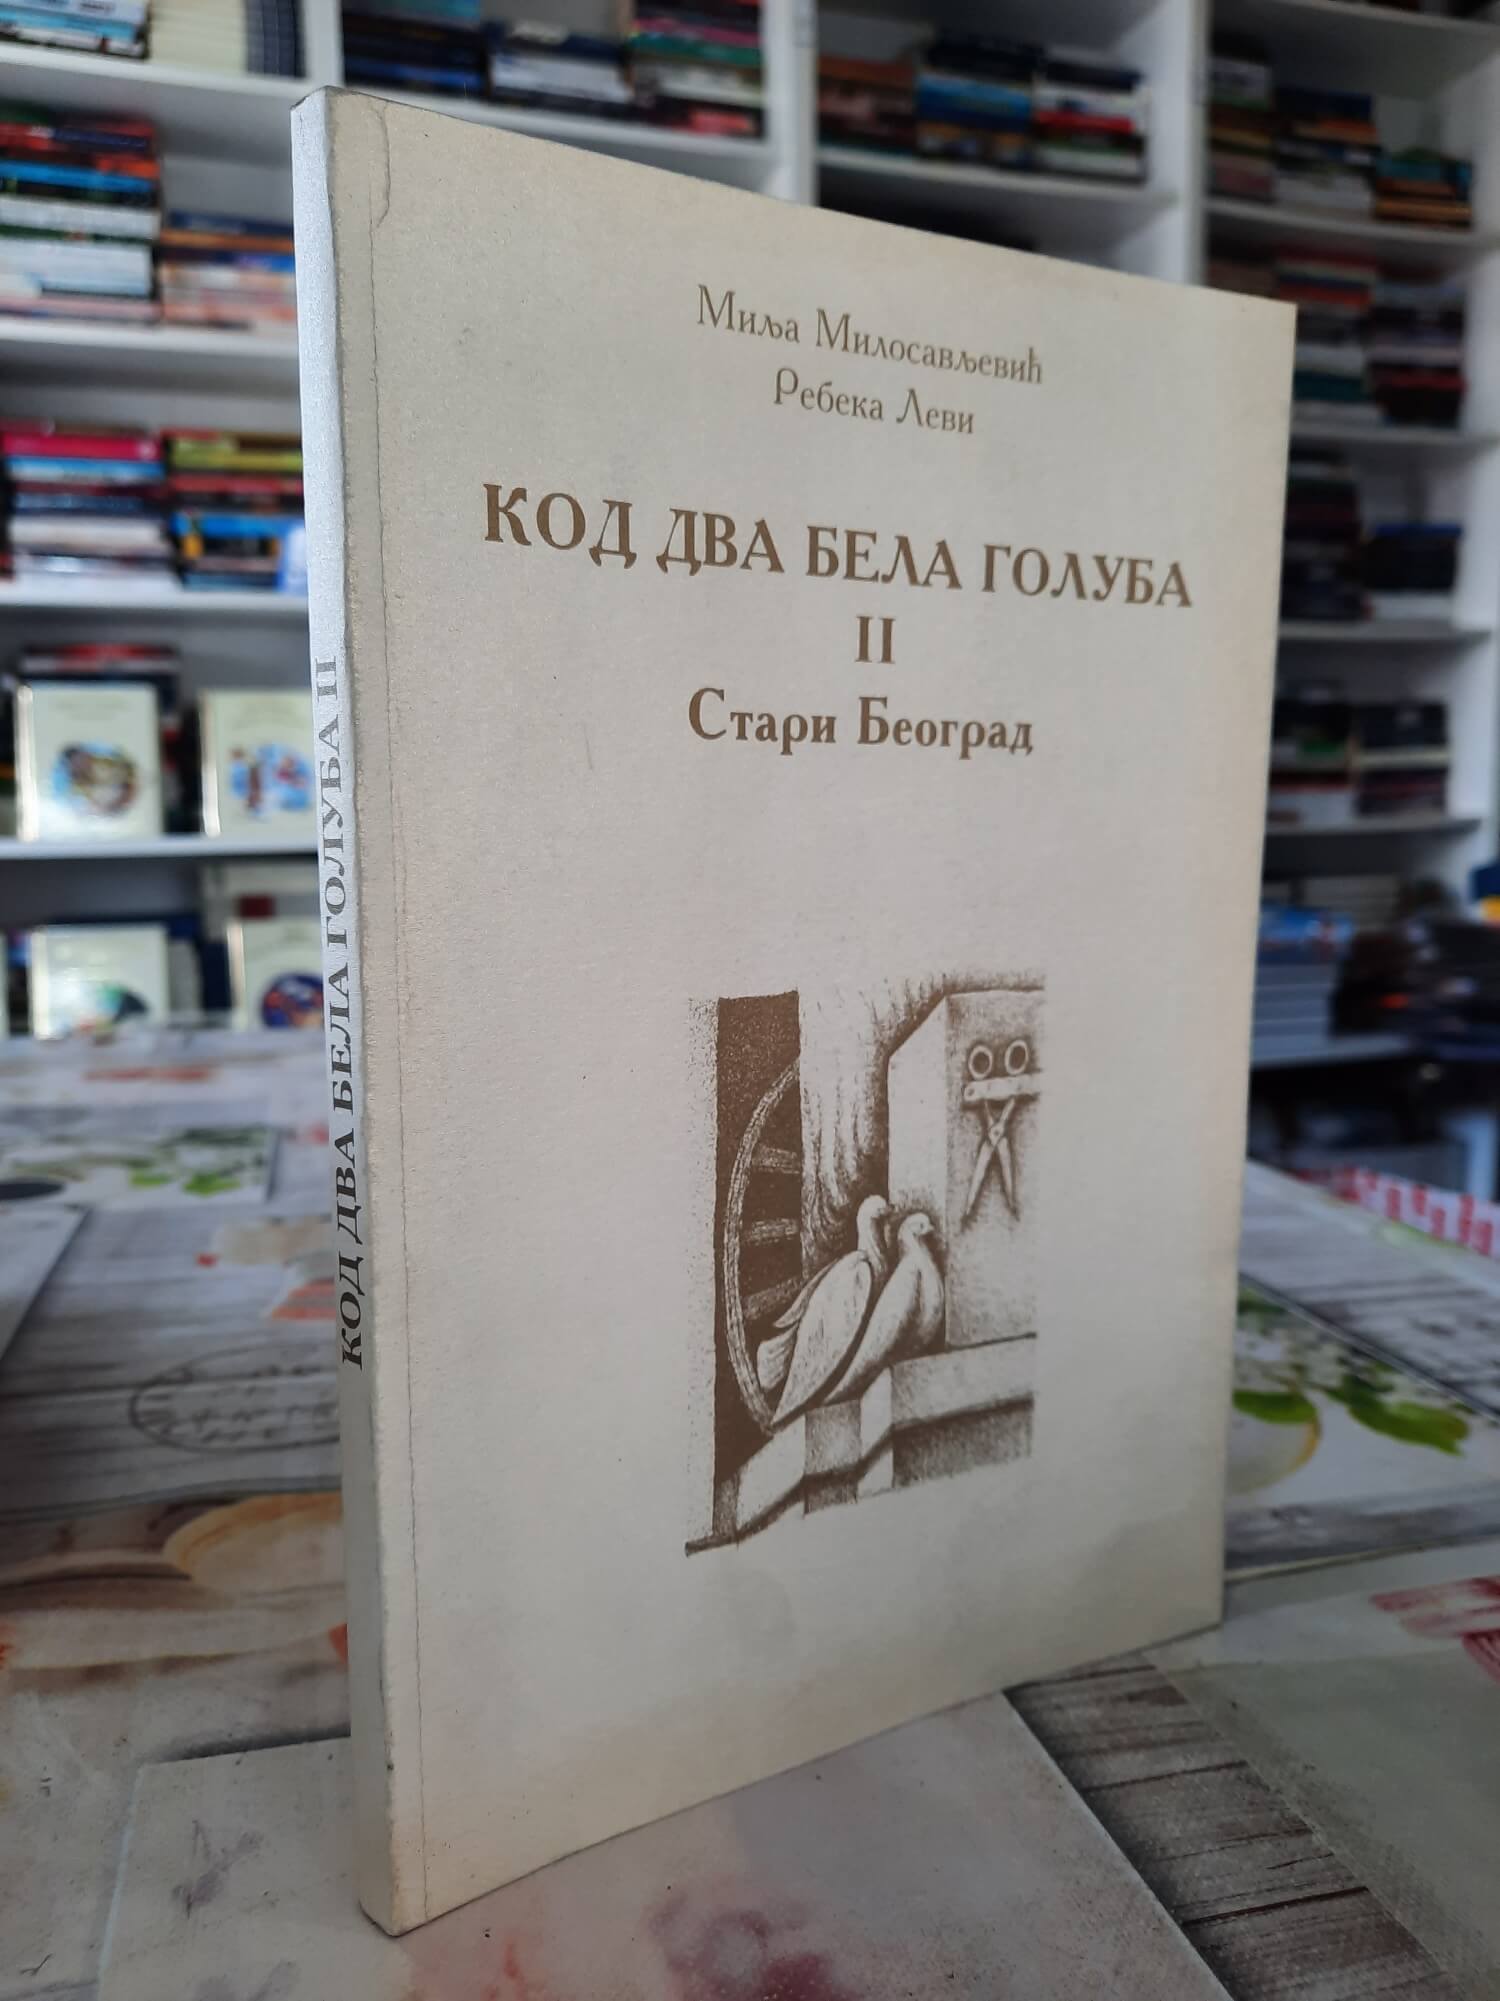 Миља Милосављевић
Ребека Леви
КОД ДВА БЕЛА ГОЛУБА
II
Стари Београд
КОД ДВА БЕЛА ГОЛУБА II